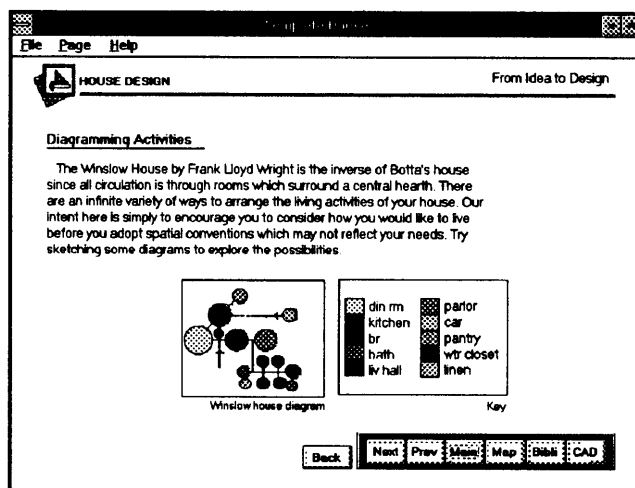 File Page Help
HOUSE DESIGN
From Idea to Design
Diagramming Activities
The Winslow House by Frank Lloyd Wright is the inverse of Botta's house
since all circulation is through rooms which surround a central hearth. There
are an infinite variety of ways to arrange the living activities of your house. Our
intent here is simply to encourage you to consider how you would like to live
before you adopt spatial conventions which may not reflect your needs. Try
sketching some diagrams to explore the possibilities.
din rm
kitchen
br
bath
liv hall
parlor
car
pantry
wtr closet
linen
Winslow house diagram
Key
Back Next Prev Main Map Bibli CAD